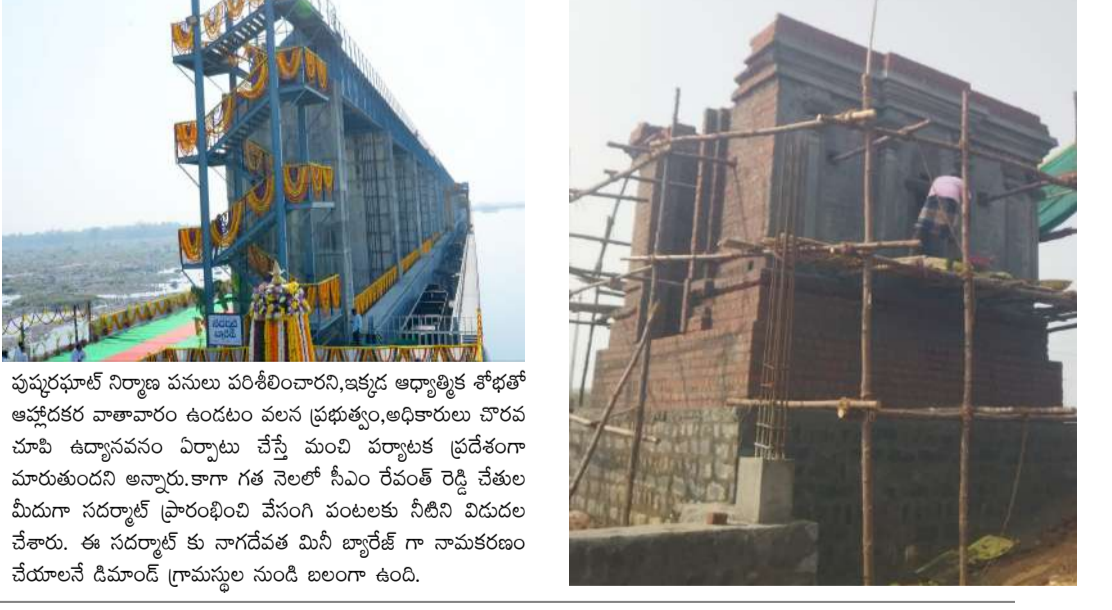 సదర్మాట్
బ్యారేజ్
పుష్కరఘాట్ నిర్మాణ పనులు పరిశీలించారని,ఇక్కడ ఆధ్యాత్మిక శోభతో
ఆహ్లాదకర వాతావారం ఉండటం వలన ప్రభుత్వం,అధికారులు చొరవ
చూపి ఉద్యానవనం ఏర్పాటు చేస్తే మంచి పర్యాటక ప్రదేశంగా
మారుతుందని అన్నారు.కాగా గత నెలలో సీఎం రేవంత్ రెడ్డి చేతుల
మీదుగా సదర్మాట్ ప్రారంభించి వేసంగి పంటలకు నీటిని విడుదల
చేశారు. ఈ సదర్మాట్ కు నాగదేవత మినీ బ్యారేజ్ గా నామకరణం
చేయాలనే డిమాండ్ గ్రామస్థుల నుండి బలంగా ఉంది.